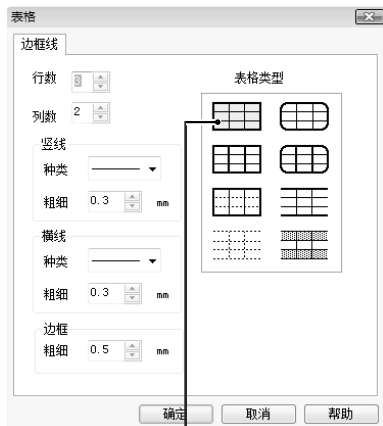 表格
边框线
行数 3
列数 2
竖线
种类
粗细 0.3 mm
横线
种类
粗细 0.3 mm
边框
粗细 0.5 mm
表格类型
确定 取消 帮助